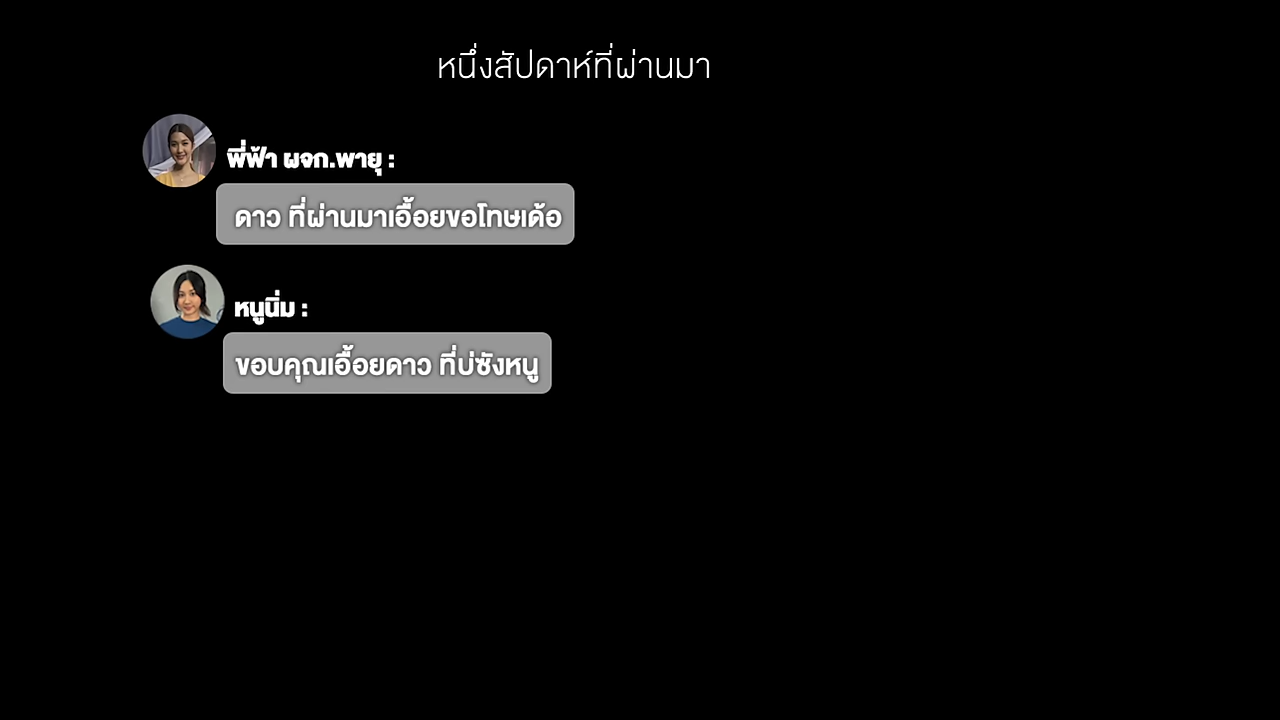 หนึ่งสัปดาห์ที่ผ่านมา
พี่ฟ้า ผจก.พายุ :
ดาว ที่ผ่านมาเอื้อยขอโทษเด้อ
หนูนิ่ม :
ขอบคุณเอื้อยดาว ที่บ่ซังหนู